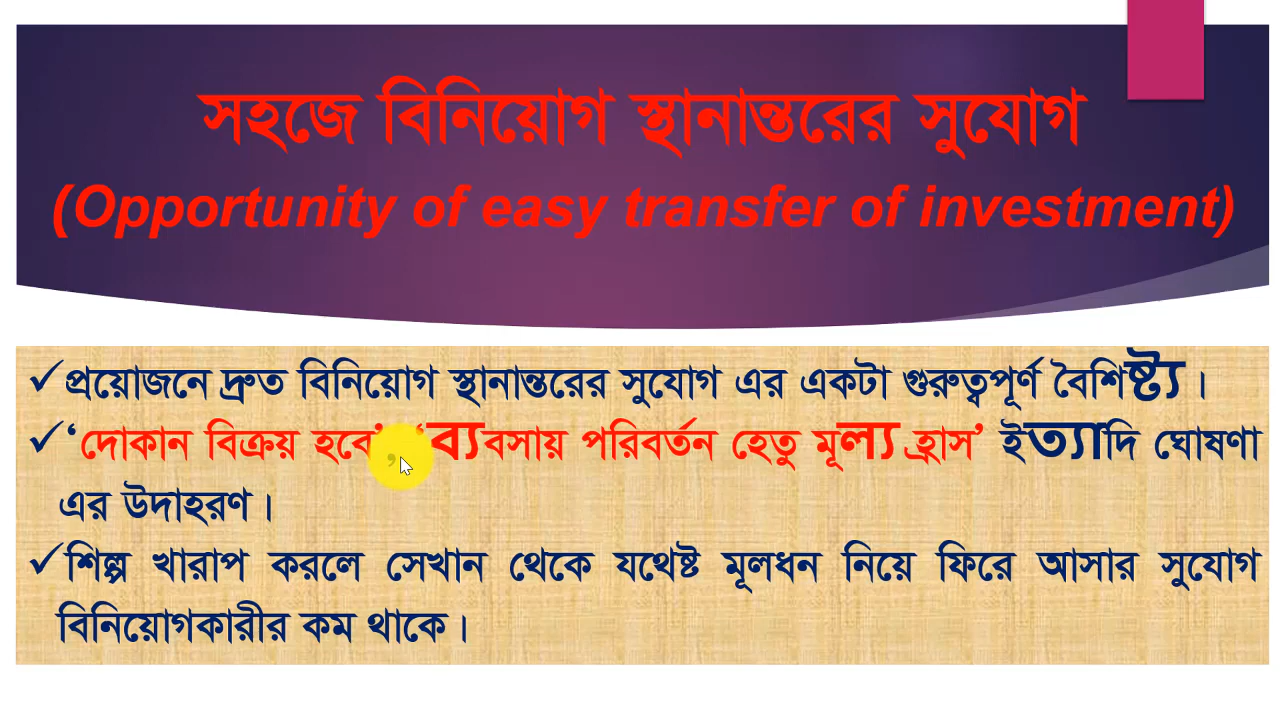 সহজে বিনিয়োগ স্থানান্তরের সুযোগ
(Opportunity of easy transfer of investment)
✓প্রয়োজনে দ্রুত বিনিয়োগ স্থানান্তরের সুযোগ এর একটা গুরুত্বপূর্ণ বৈশিষ্ট্য।
✓‘দোকান বিক্রয় হবে’, ‘ব্যবসায় পরিবর্তন হেতু মূল্য হ্রাস’ ইত্যাদি ঘোষণা
এর উদাহরণ।
✓শিল্প খারাপ করলে সেখান থেকে যথেষ্ট মূলধন নিয়ে ফিরে আসার সুযোগ
বিনিয়োগকারীর কম থাকে।